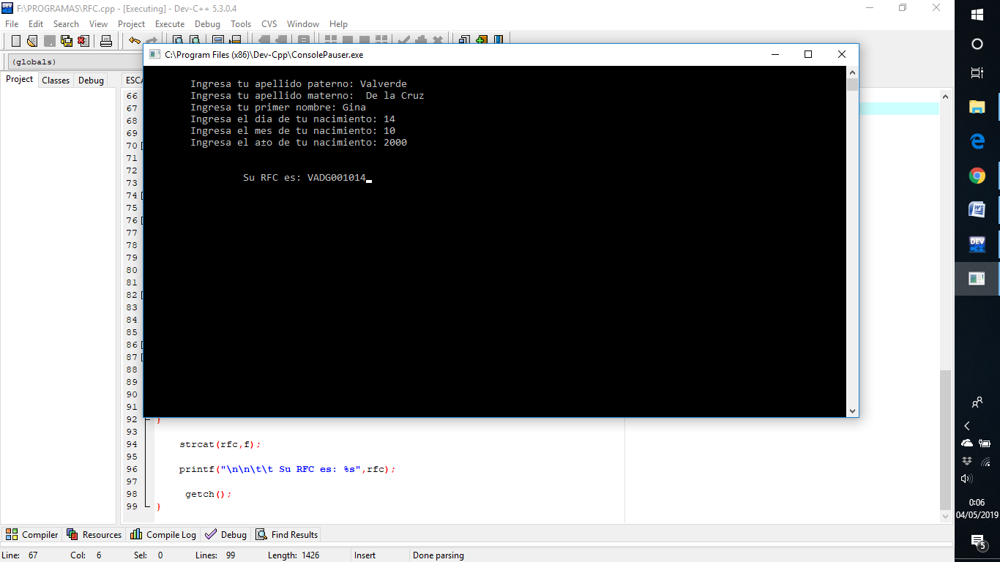 F:\PROGRAMAS\RFC.cpp - [Executing] - Dev-C++ 5.3.0.4
File Edit Search View Project Execute Debug Tools CVS Window Help
(globals)
Project Classes Debug ESCA
C:\Program Files (x86)\Dev-Cpp\ConsolePauser.exe
Ingresa tu apellido paterno: Valverde
Ingresa tu apellido materno:  De la Cruz
Ingresa tu primer nombre: Gina
Ingresa el dia de tu nacimiento: 14
Ingresa el mes de tu nacimiento: 10
Ingresa el a±o de tu nacimiento: 2000
Su RFC es: VADG001014
66
67
68
69
70
71
72
73
74
75
76
77
78
79
80
81
82
83
84
85
86
87
88
89
90
91
92 }
93
94 strcat(rfc,f);
95
96 printf("\n\n\t\t Su RFC es: %s",rfc);
97
98 getch();
99 }
Compiler Resources Compile Log Debug Find Results
Line: 67 Col: 6 Sel: 0 Lines: 99 Length: 1426 Insert Done parsing
DEV
0:06
04/05/2019
5